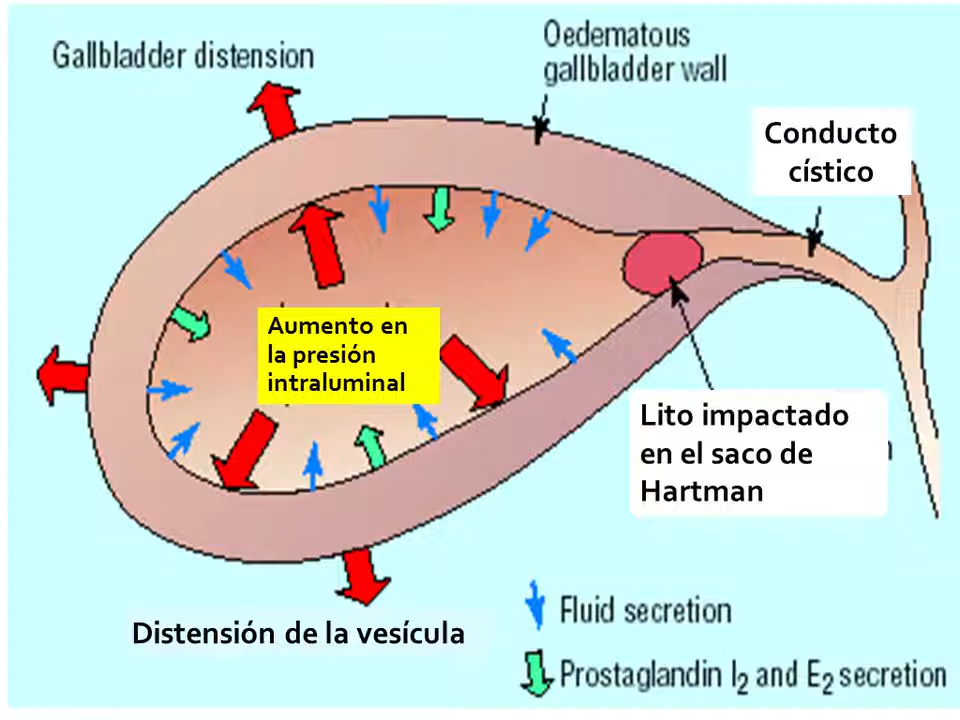 Gallbladder distension
Oedematous
gallbladder wall
Conducto
cístico
Aumento en
la presión
intraluminal
Lito impactado
en el saco de
Hartman
Distensión de la vesícula
Fluid secretion
Prostaglandin I2 and E2 secretion